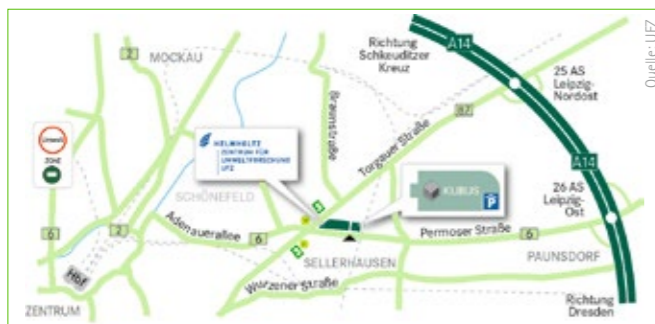 Richtung
Schkeuditzer
Kreuz
A14
Quelle: UFZ
2
MOCKAU
25 AS
Leipzig-
Nordost
Braunstraße
87
Torgauer Straße
Umwelt
ZONE
HELMHOLTZ
ZENTRUM FÜR
UMWELTFORSCHUNG
UFZ
A14
KUBUS
P
SCHÖNEFELD
26 AS
Leipzig-
Ost
Adenauerallee
6
2
6
Permoser Straße
6
Hbf
SELLERHAUSEN
PAUNSDORF
Wurzener straße
ZENTRUM
Richtung
Dresden